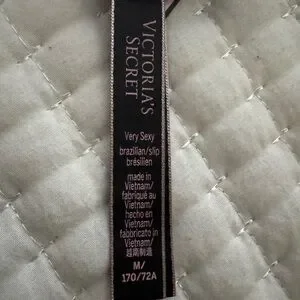 VICTORIA'S
SECRET
Very Sexy
brazilian/slip
brésilien
made in
Vietnam/
fabriqué au
Vietnam/
hecho en
Vietnam/
fabbricato in
Vietnam/
越南制造
M/
170/72A